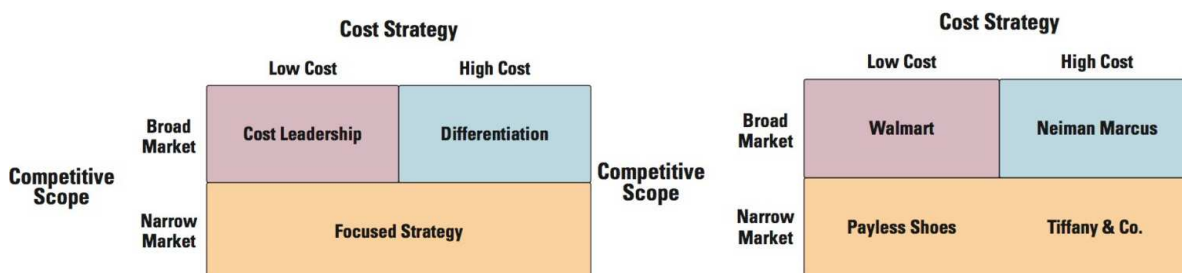 Cost Strategy
Low Cost
High Cost
Broad
Market
Cost Leadership
Differentiation
Competitive
Scope
Narrow
Market
Focused Strategy
Cost Strategy
Low Cost
High Cost
Broad
Market
Walmart
Neiman Marcus
Competitive
Scope
Narrow
Market
Payless Shoes
Tiffany & Co.